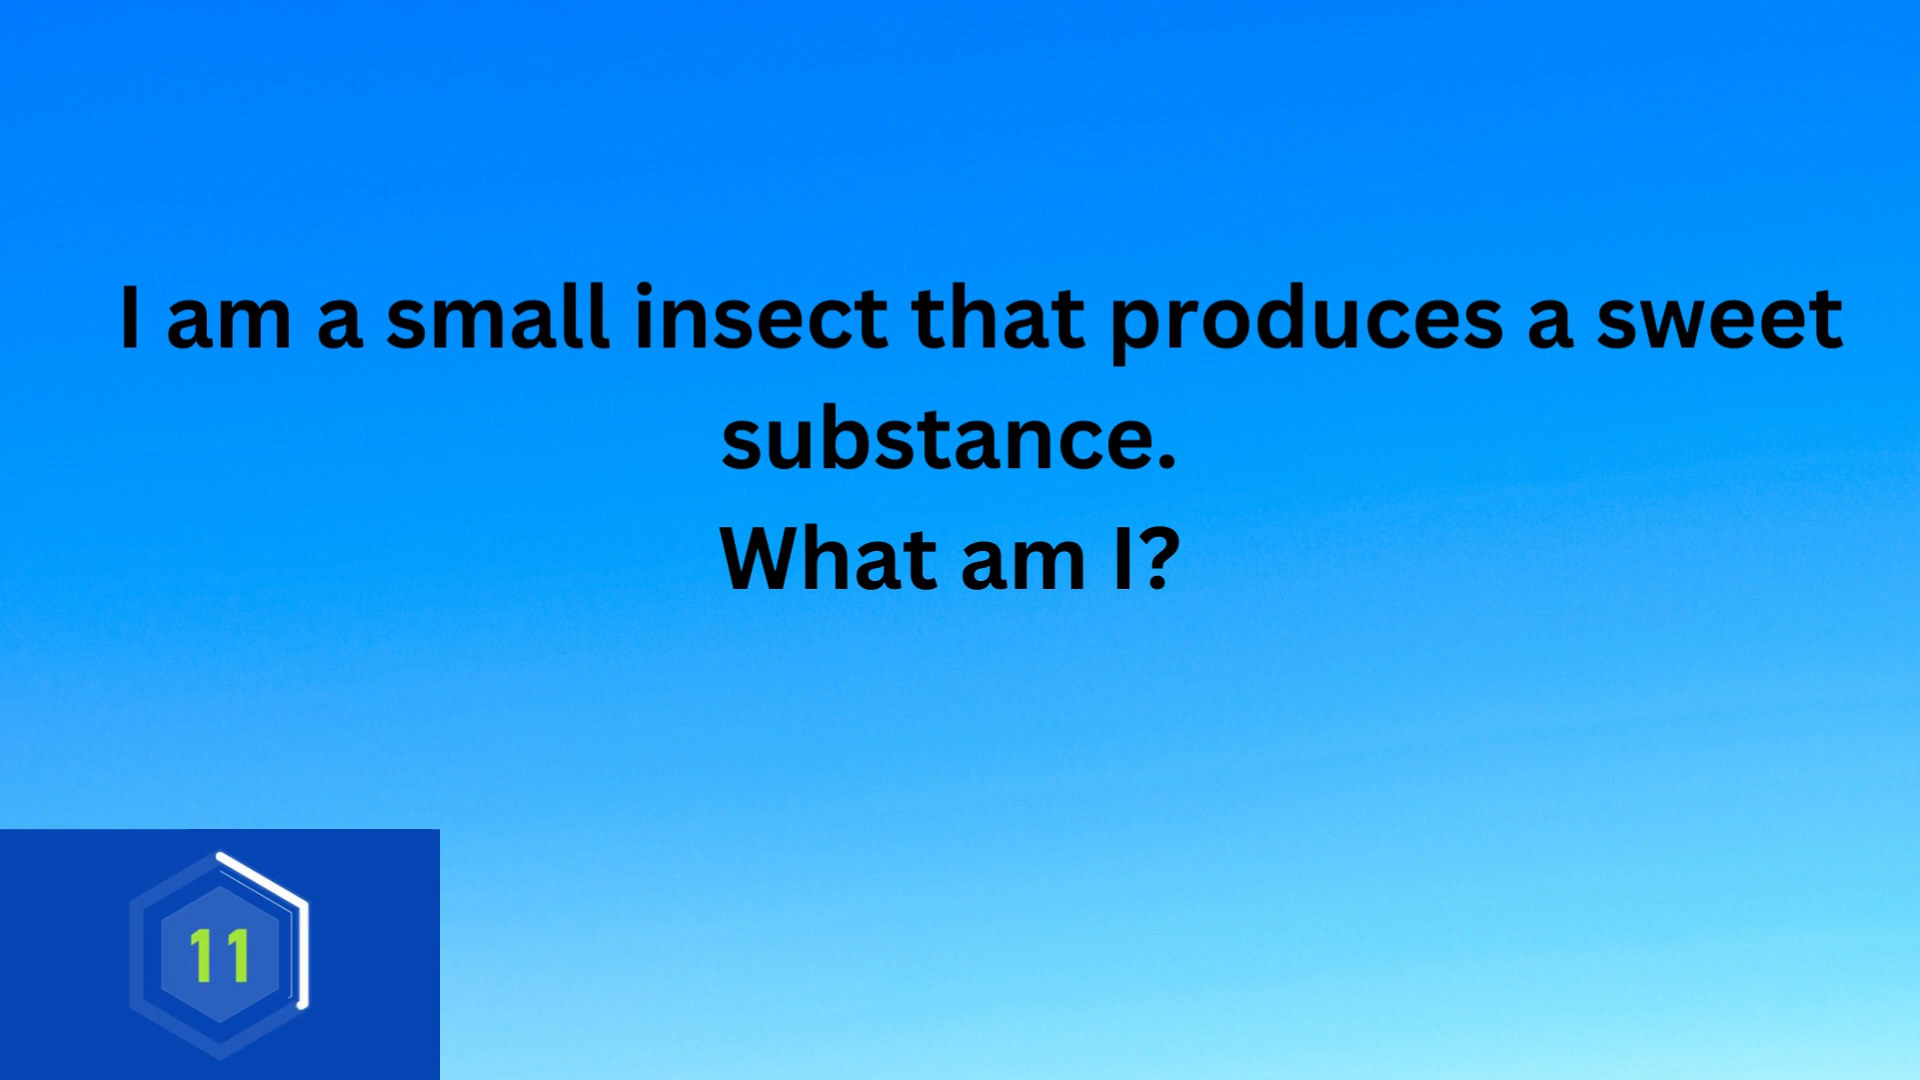 I am a small insect that produces a sweet
substance.
What am I?
11